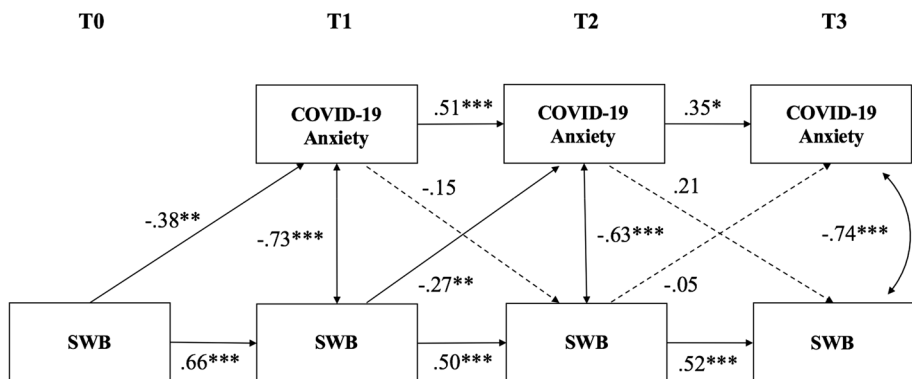 T0 T1 T2 T3
COVID-19 COVID-19 COVID-19
Anxiety Anxiety Anxiety
.51*** .35*
-.15 .21
-.38** -.73*** -.63*** -.74***
-.27** -.05
SWB SWB SWB SWB
.66*** .50*** .52***